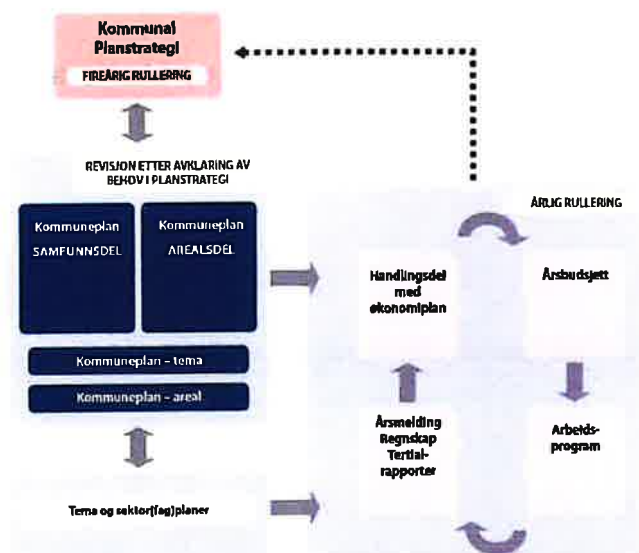 Kommunal
Planstrategi
FIREÅRIG RULLERING
REVISJON ETTER AVKLARING AV
BEHOV I PLANSTRATEGI
Kommuneplan
SAMFUNNSDEL
Kommuneplan
AREALSDEL
Kommuneplan – tema
Kommuneplan – areal
Tema og sektor(fag)planer
ÅRLIG RULLERING
Handlingsdel
med
økonomiplan
Årsbudsjett
Årsmelding
Regnskap
Tertial-
rapporter
Arbeids-
program